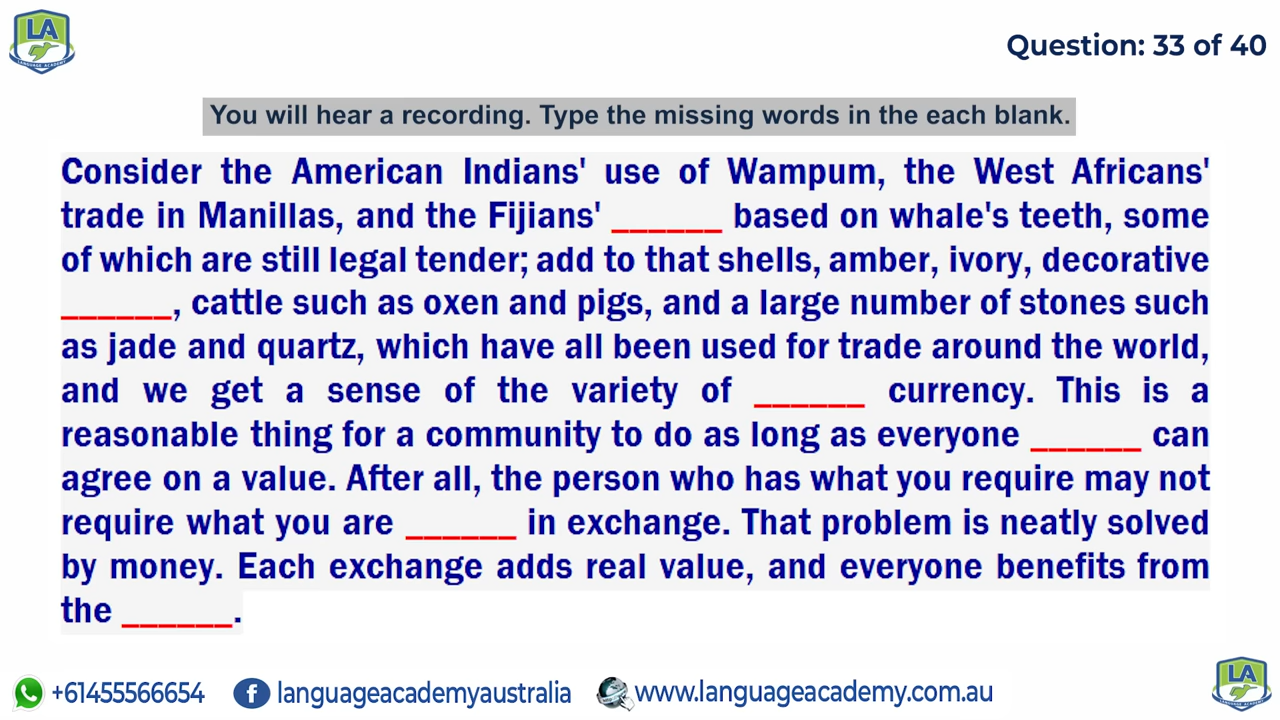 LA
LANGUAGE ACADEMY
Question: 33 of 40
You will hear a recording. Type the missing words in the each blank.
Consider the American Indians' use of Wampum, the West Africans'
trade in Manillas, and the Fijians' ______ based on whale's teeth, some
of which are still legal tender; add to that shells, amber, ivory, decorative
______, cattle such as oxen and pigs, and a large number of stones such
as jade and quartz, which have all been used for trade around the world,
and we get a sense of the variety of ______ currency. This is a
reasonable thing for a community to do as long as everyone ______ can
agree on a value. After all, the person who has what you require may not
require what you are ______ in exchange. That problem is neatly solved
by money. Each exchange adds real value, and everyone benefits from
the ______.
+61455566654 languageacademyaustralia www.languageacademy.com.au
LA
LANGUAGE ACADEMY